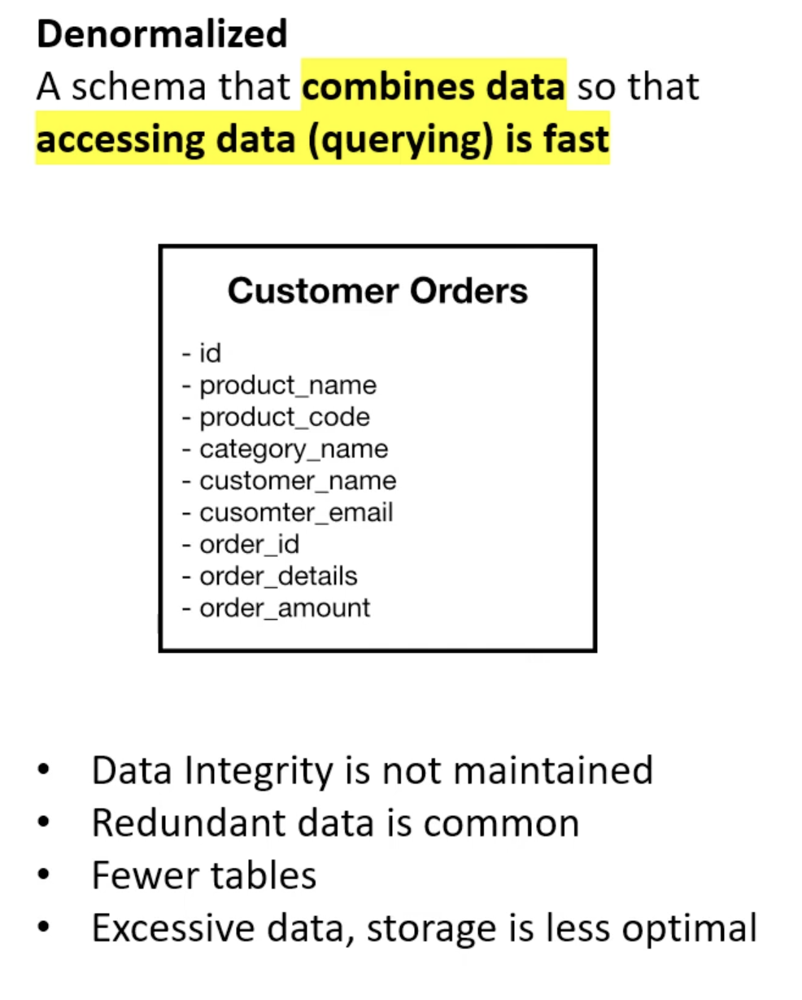 Denormalized
A schema that combines data so that
accessing data (querying) is fast
Customer Orders
- id
- product_name
- product_code
- category_name
- customer_name
- cusomter_email
- order_id
- order_details
- order_amount
• Data Integrity is not maintained
• Redundant data is common
• Fewer tables
• Excessive data, storage is less optimal